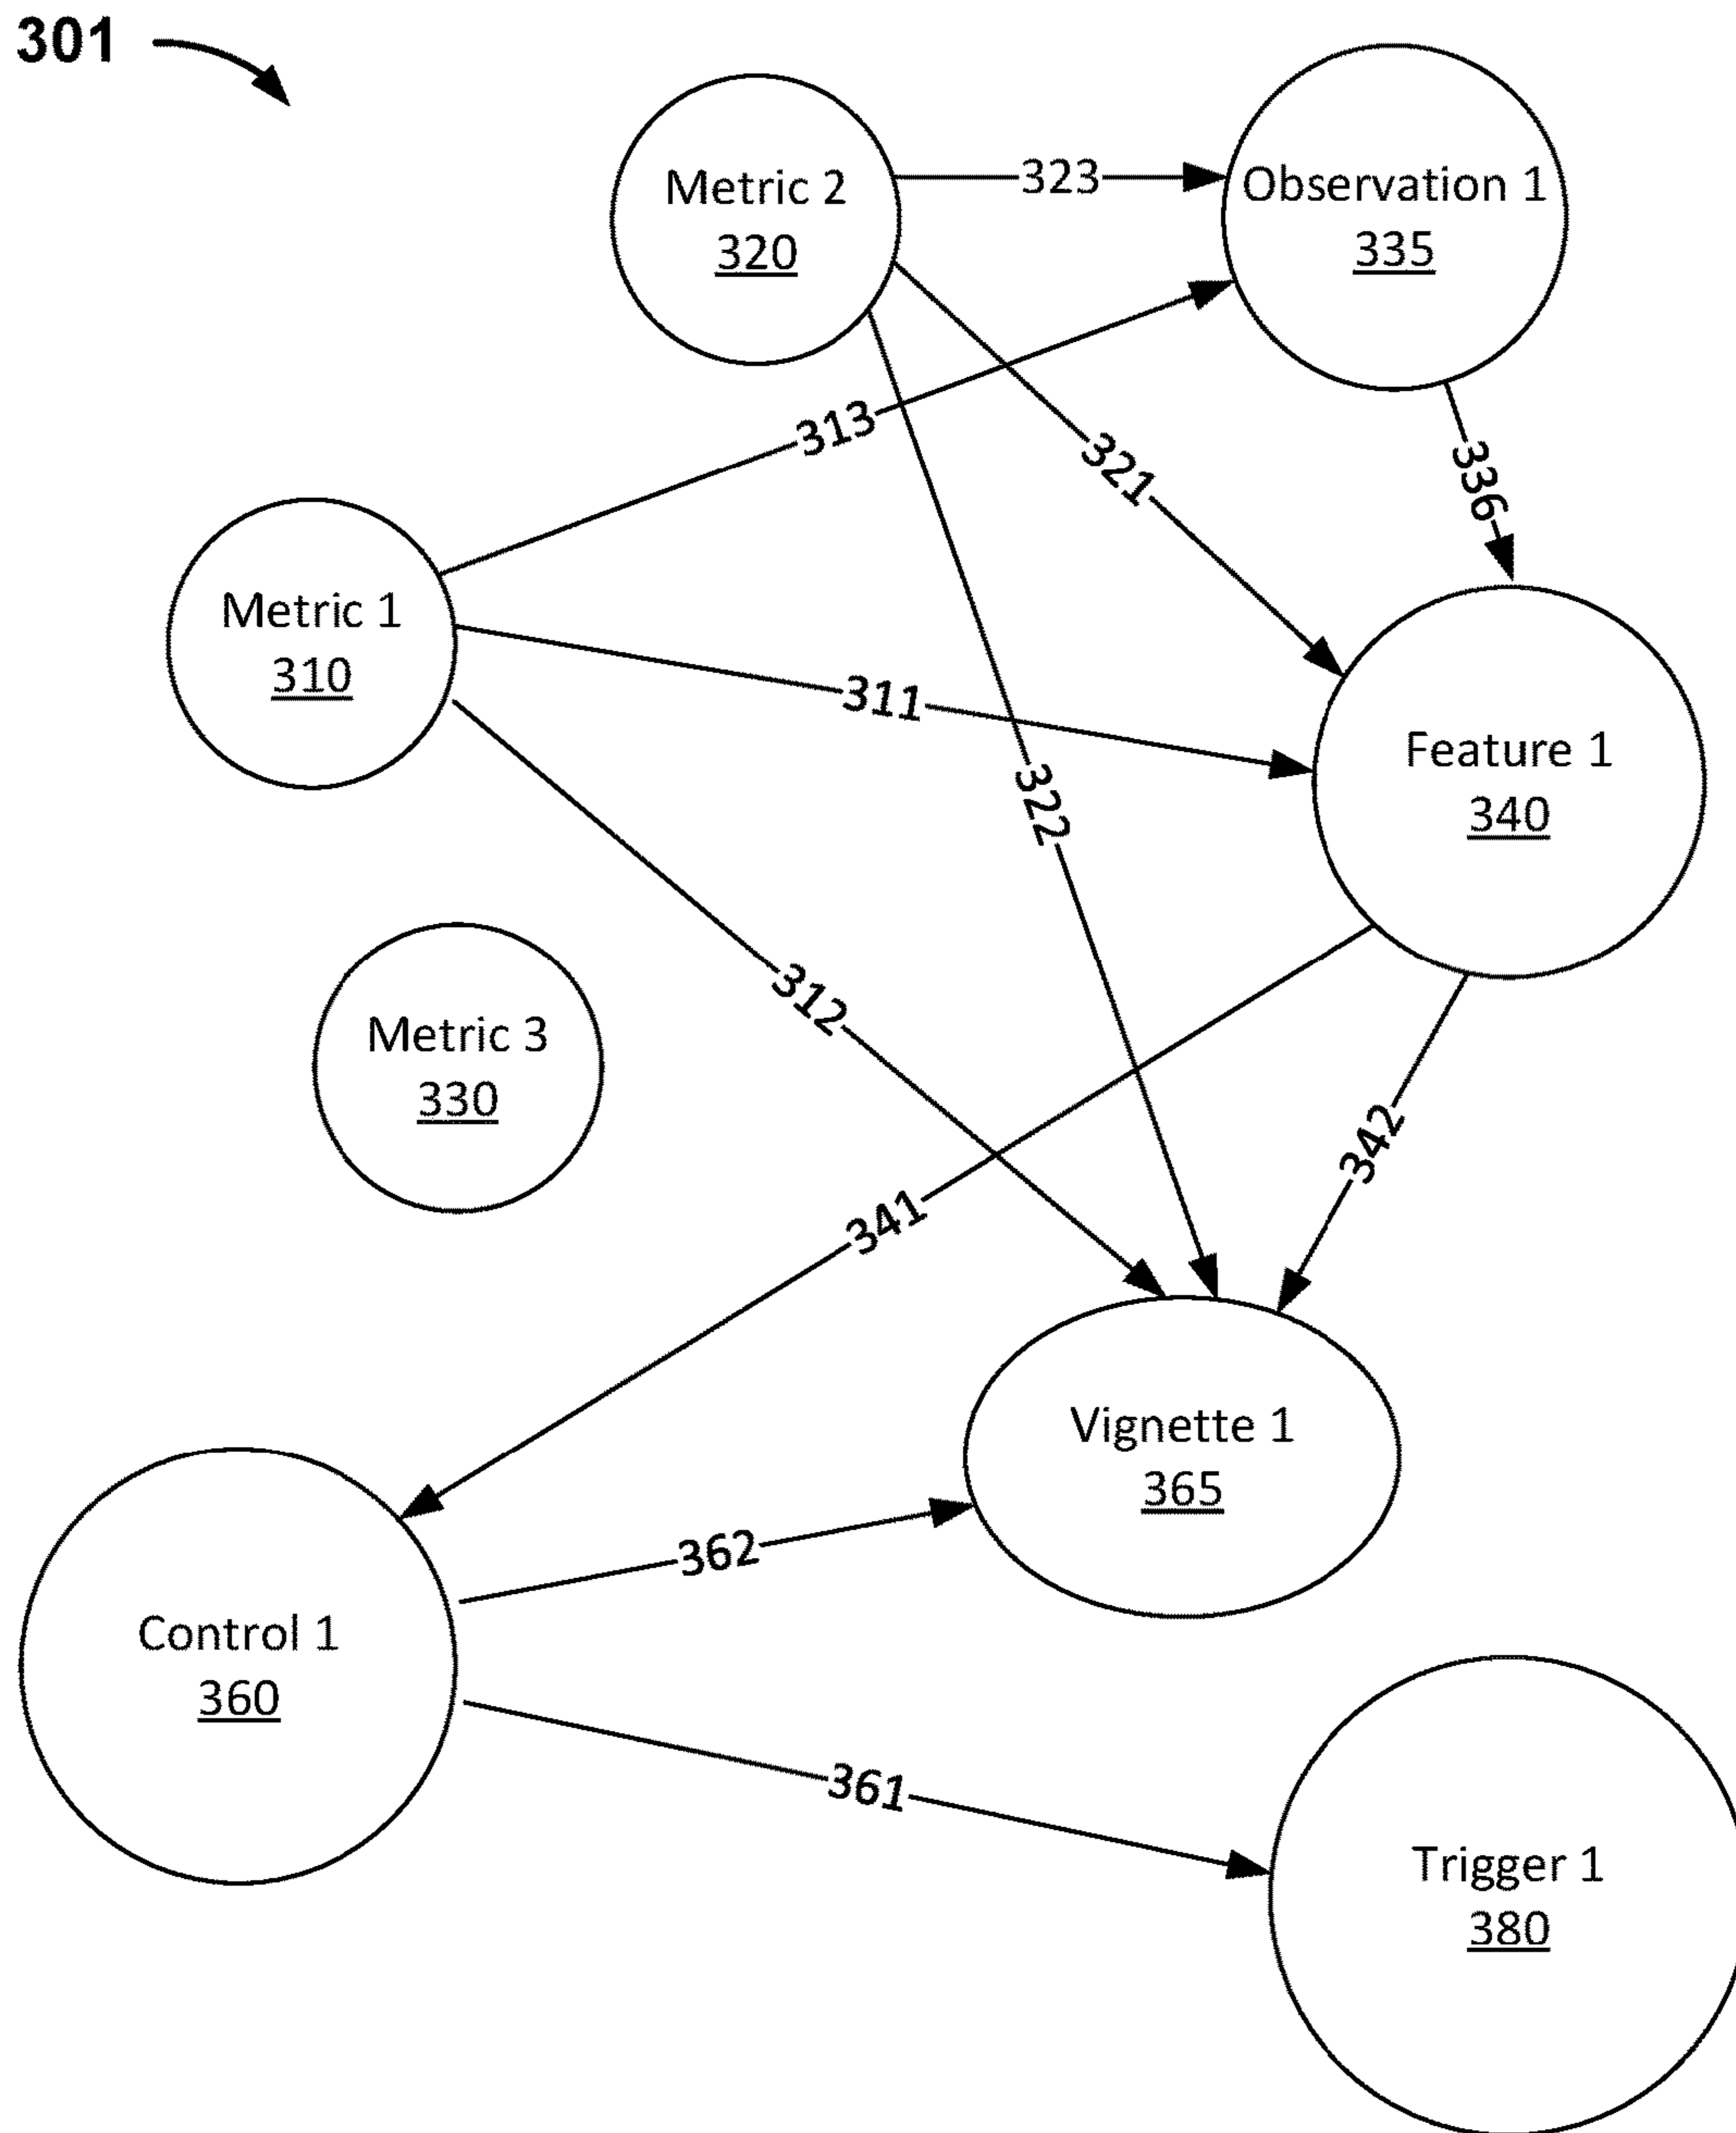 301
Metric 2
320
323
Observation 1
335
313
321
336
Metric 1
310
311
322
Feature 1
340
312
Metric 3
330
341
342
Vignette 1
365
362
Control 1
360
361
Trigger 1
380